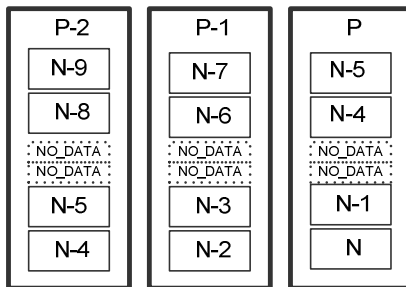 P-2
N-9
N-8
NO_DATA
NO_DATA
N-5
N-4
P-1
N-7
N-6
NO_DATA
NO_DATA
N-3
N-2
P
N-5
N-4
NO_DATA
NO_DATA
N-1
N